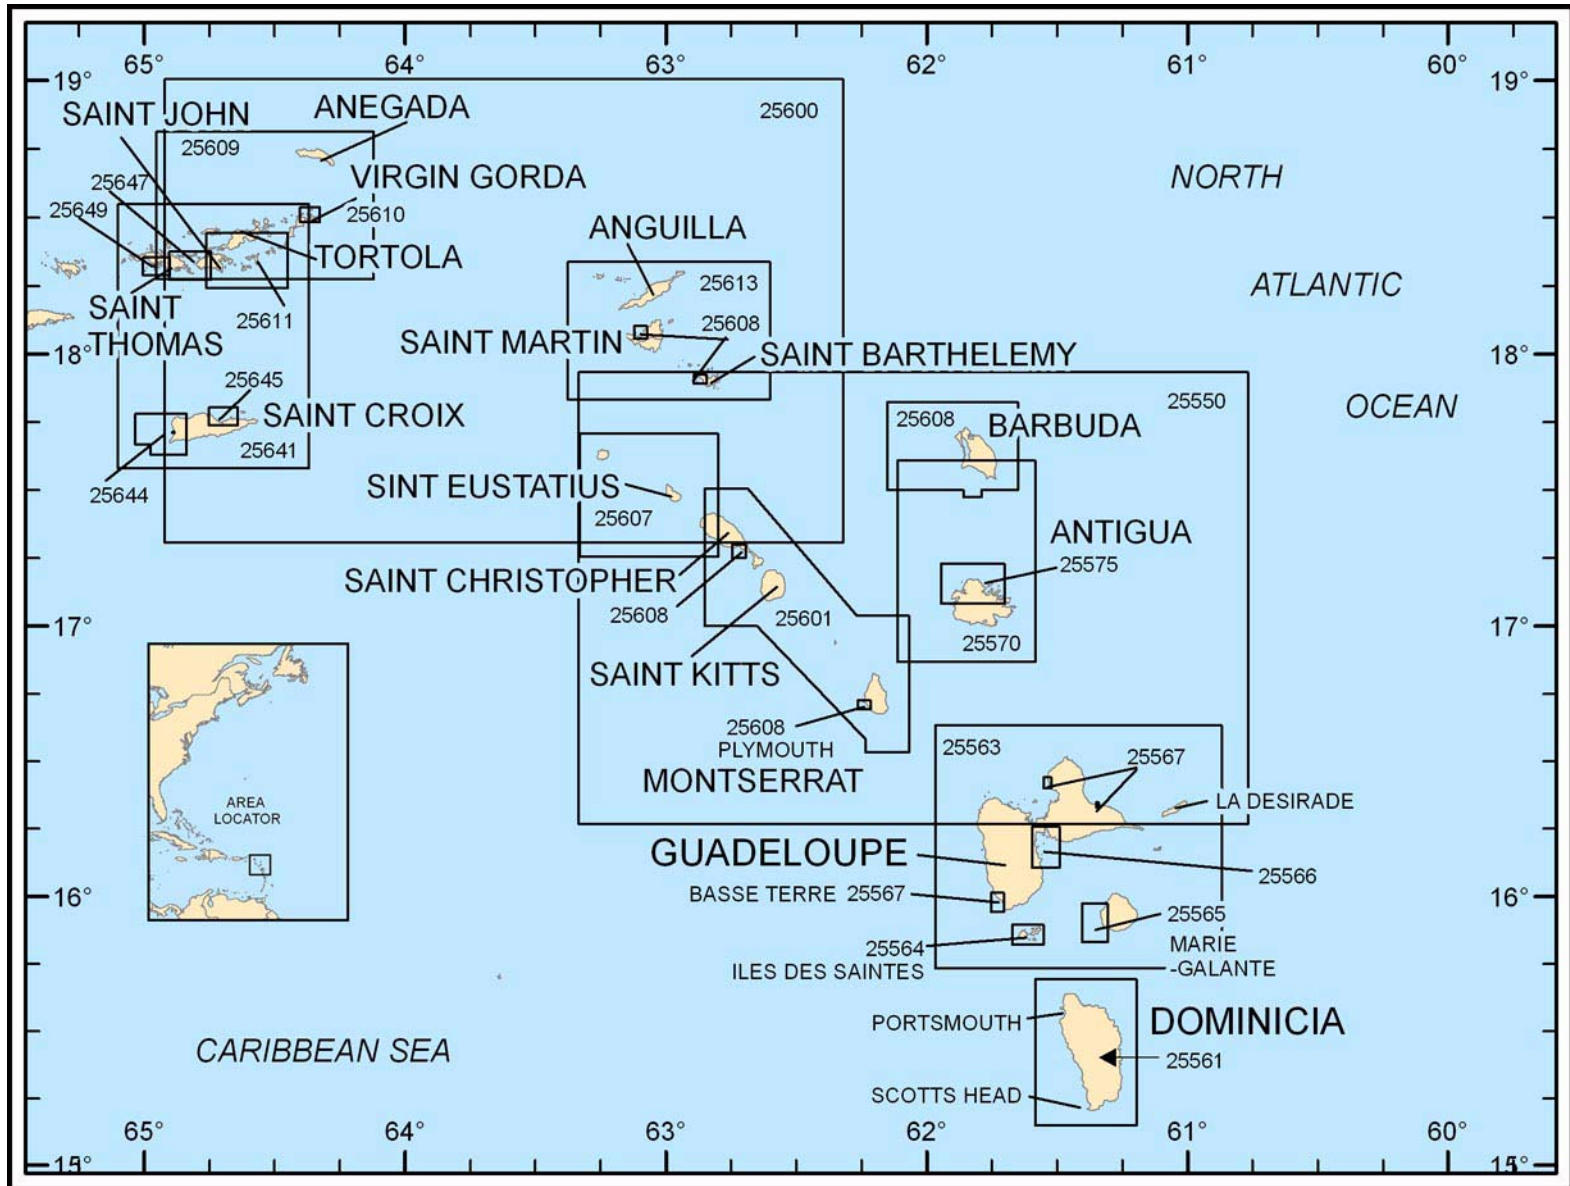 65°
64°
63°
62°
61°
60°
19°
19°
25600
ANEGADA
SAINT JOHN
25609
NORTH
VIRGIN GORDA
25647
25649
25610
ANGUILLA
TORTOLA
25613
ATLANTIC
SAINT
THOMAS
25611
25608
SAINT MARTIN
SAINT BARTHELEMY
18°
18°
25645
25550
OCEAN
SAINT CROIX
25608
BARBUDA
25641
25644
SINT EUSTATIUS
25607
ANTIGUA
25575
SAINT CHRISTOPHER
25608
25601
17°
17°
25570
SAINT KITTS
25608
PLYMOUTH
MONTSERRAT
25563
25567
LA DESIRADE
AREA
LOCATOR
GUADELOUPE
25566
BASSE TERRE 25567
16°
16°
25565
MARIE
-GALANTE
25564
ILES DES SAINTES
PORTSMOUTH
DOMINICIA
CARIBBEAN SEA
25561
SCOTTS HEAD
65°
64°
63°
62°
61°
60°
15°
15°